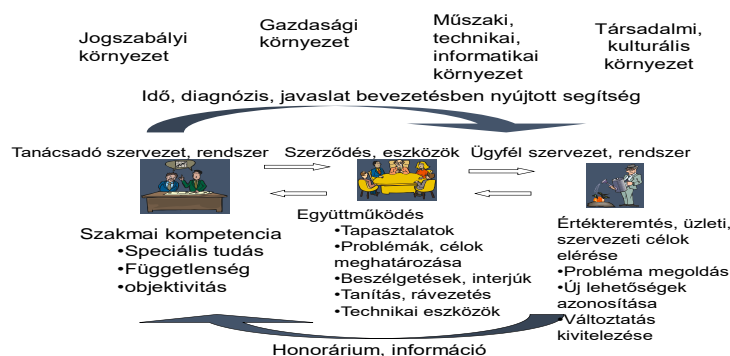 Jogszabályi
környezet
Gazdasági
környezet
Műszaki,
technikai,
informatikai
környezet
Társadalmi,
kulturális
környezet
Idő, diagnózis, javaslat bevezetésben nyújtott segítség
Tanácsadó szervezet, rendszer
Szerződés, eszközök
Ügyfél szervezet, rendszer
Szakmai kompetencia
•Speciális tudás
•Függetlenség
•objektivitás
Együttműködés
•Tapasztalatok
•Problémák, célok
meghatározása
•Beszélgetések, interjúk
•Tanítás, rávezetés
•Technikai eszközök
Értékteremtés, üzleti,
szervezeti célok
elérése
•Probléma megoldás
•Új lehetőségek
azonosítása
•Változtatás
kivitelezése
Honorárium, információ